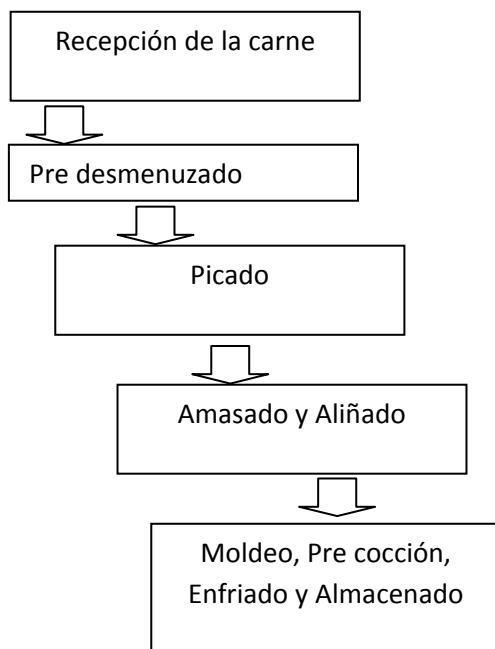 Recepción de la carne
Pre desmenuzado
Picado
Amasado y Aliñado
Moldeo, Pre cocción,
Enfriado y Almacenado